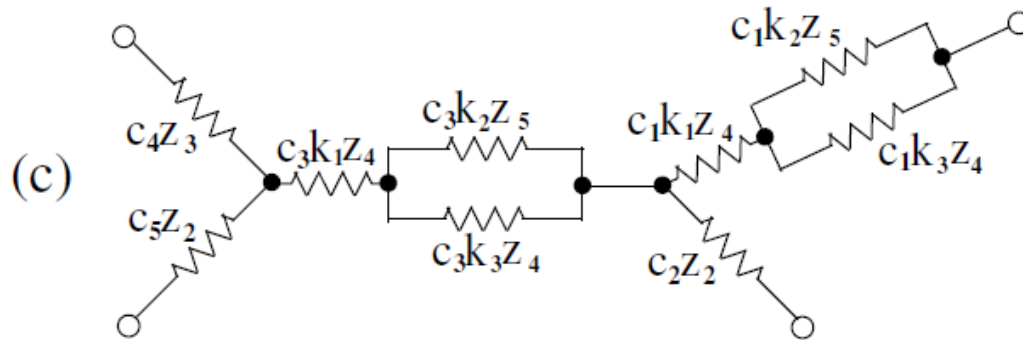 (c)
c₄z₃
c₅z₂
c₃k₁z₄
c₃k₂z₅
c₃k₃z₄
c₁k₁z₄
c₁k₂z₅
c₁k₃z₄
c₂z₂